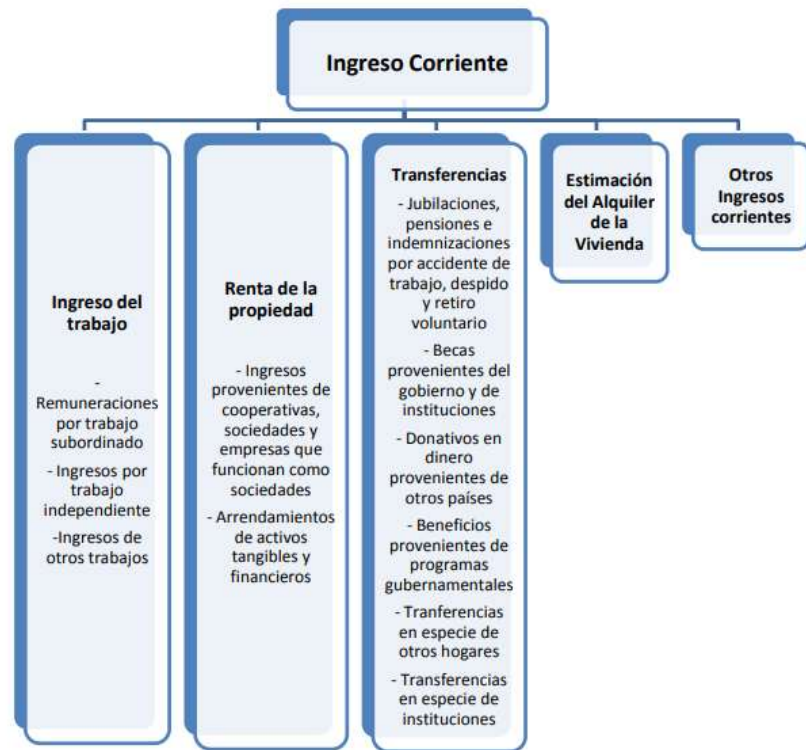 Ingreso Corriente
Ingreso del
trabajo
-
Remuneraciones
por trabajo
subordinado
- Ingresos por
trabajo
independiente
-Ingresos de
otros trabajos
Renta de la
propiedad
- Ingresos
provenientes de
cooperativas,
sociedades y
empresas que
funcionan como
sociedades
- Arrendamientos
de activos
tangibles y
financieros
Transferencias
- Jubilaciones,
pensiones e
indemnizaciones
por accidente de
trabajo, despido
y retiro
voluntario
- Becas
provenientes del
gobierno y de
instituciones
- Donativos en
dinero
provenientes de
otros países
- Beneficios
provenientes de
programas
gubernamentales
- Tranferencias
en especie de
otros hogares
- Transferencias
en especie de
instituciones
Estimación
del Alquiler
de la
Vivienda
Otros
Ingresos
corrientes